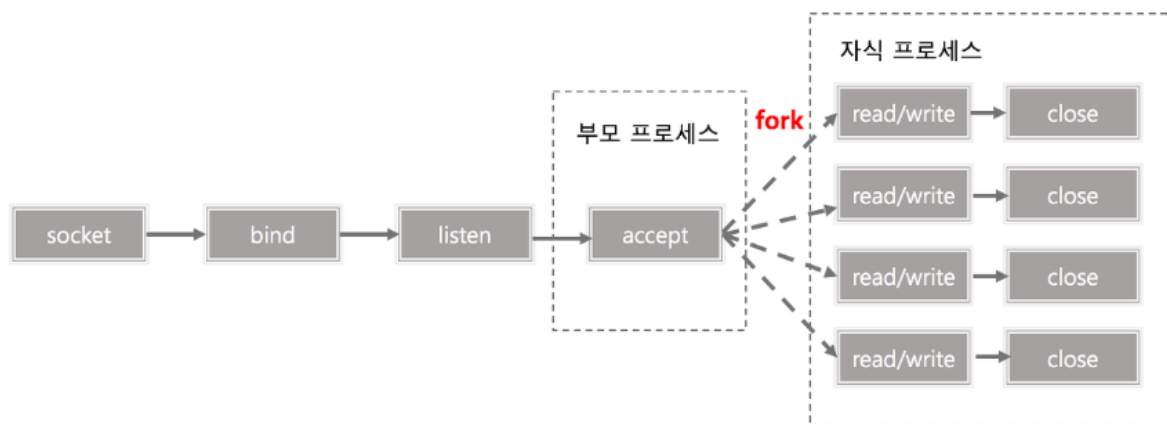 자식 프로세스
read/write
close
fork
부모 프로세스
read/write
close
socket
bind
listen
accept
read/write
close
read/write
close